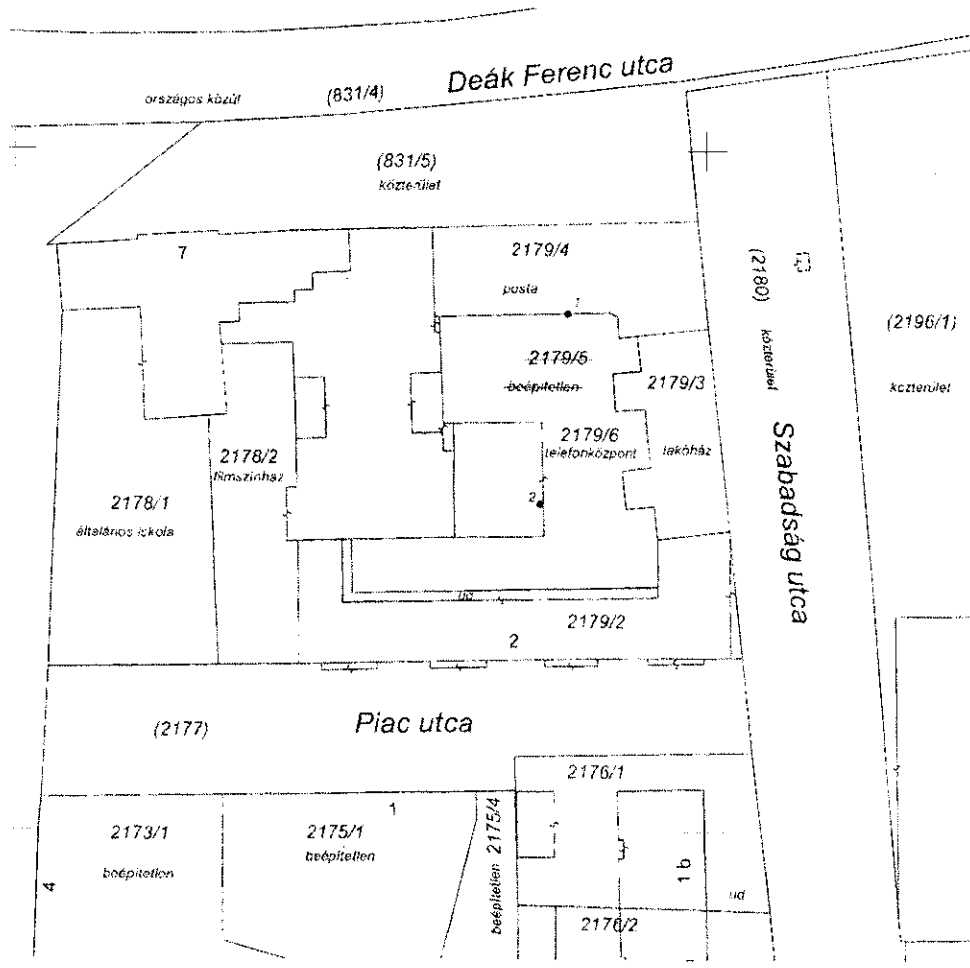 Deák Ferenc utca
országos közút
(831/4)
(831/5)
közterület
7
2179/4
posta
1
(2180)
közterület
Szabadság utca
(2196/1)
közterület
2179/5
beépítetlen
2179/3
lakóház
2179/6
telefonközpont
2
2178/2
filmszínház
2178/1
általános iskola
ud
2179/2
2
(2177)
Piac utca
2176/1
2173/1
beépítetlen
4
1
2175/1
beépítetlen
beépítetlen 2175/4
1 b
ud
2176/2